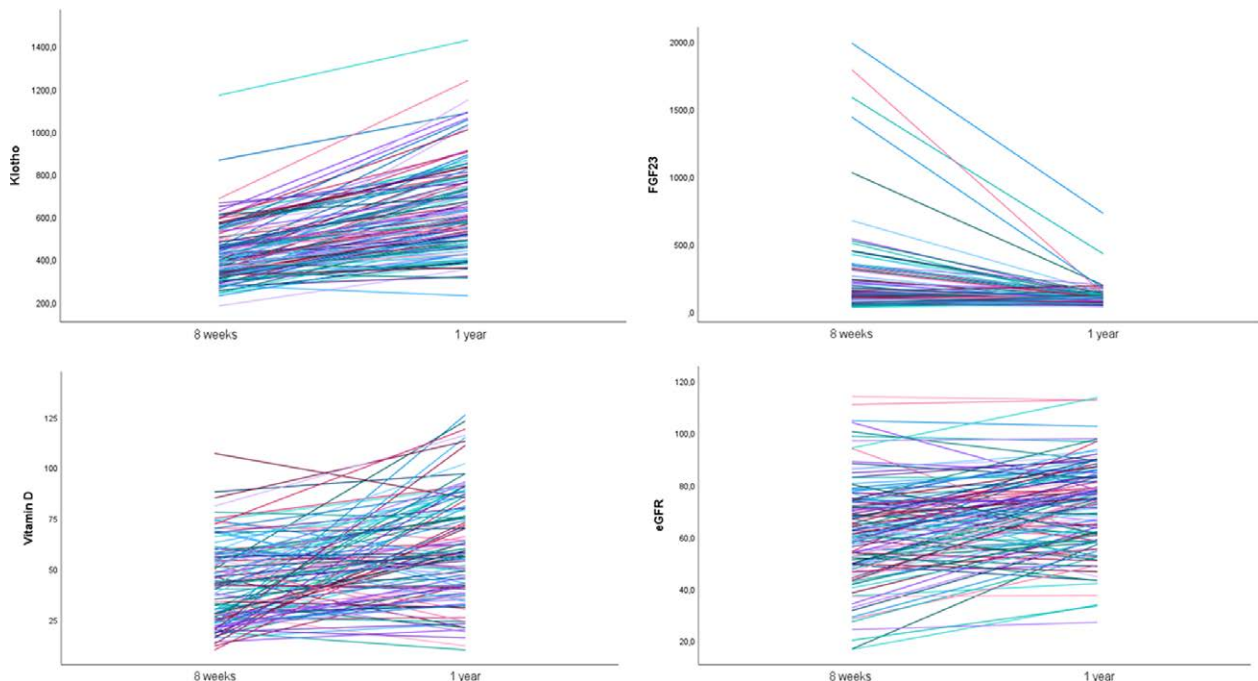 1400,0
1200,0
1000,0
800,0
600,0
400,0
200,0
Klotho
8 weeks
1 year
2000,0
1500,0
1000,0
500,0
,0
FGF23
8 weeks
1 year
125
100
75
50
25
Vitamin D
8 weeks
1 year
120,0
100,0
80,0
60,0
40,0
20,0
eGFR
8 weeks
1 year